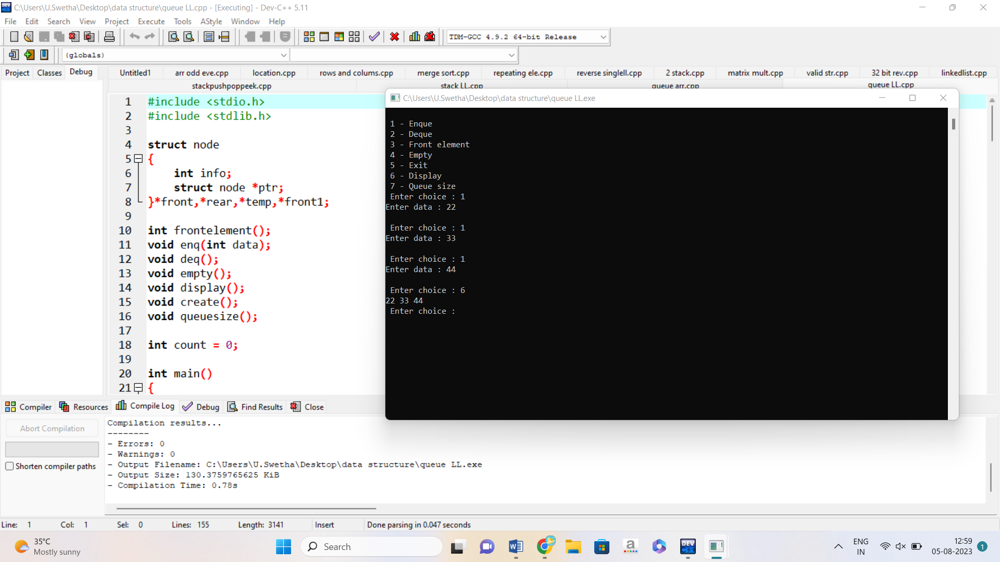 C:\Users\U.Swetha\Desktop\data structure\queue LL.cpp - [Executing] - Dev-C++ 5.11
File Edit Search View Project Execute Tools AStyle Window Help
TDM-GCC 4.9.2 64-bit Release
(globals)
Project Classes Debug
Untitled1 arr odd eve.cpp location.cpp rows and colums.cpp merge sort.cpp repeating ele.cpp reverse singlell.cpp 2 stack.cpp matrix mult.cpp valid str.cpp 32 bit rev.cpp linkedlist.cpp
stackpushpoppeek.cpp stack LL.cpp queue arr.cpp queue LL.cpp
1 #include <stdio.h>
2 #include <stdlib.h>
3
4 struct node
5 {
6 int info;
7 struct node *ptr;
8 }*front,*rear,*temp,*front1;
9
10 int frontelement();
11 void enq(int data);
12 void deq();
13 void empty();
14 void display();
15 void create();
16 void queuesize();
17
18 int count = 0;
19
20 int main()
21 {
C:\Users\U.Swetha\Desktop\data structure\queue LL.exe
1 - Enque
2 - Deque
3 - Front element
4 - Empty
5 - Exit
6 - Display
7 - Queue size
Enter choice : 1
Enter data : 22
Enter choice : 1
Enter data : 33
Enter choice : 1
Enter data : 44
Enter choice : 6
22 33 44
Enter choice :
Compiler Resources Compile Log Debug Find Results Close
Abort Compilation
Shorten compiler paths
Compilation results...
--------
- Errors: 0
- Warnings: 0
- Output Filename: C:\Users\U.Swetha\Desktop\data structure\queue LL.exe
- Output Size: 130.3759765625 KiB
- Compilation Time: 0.78s
Line: 1 Col: 1 Sel: 0 Lines: 155 Length: 3141 Insert Done parsing in 0.047 seconds
35°C
Mostly sunny
Search
DEV
a
ENG
IN
12:59
05-08-2023
1